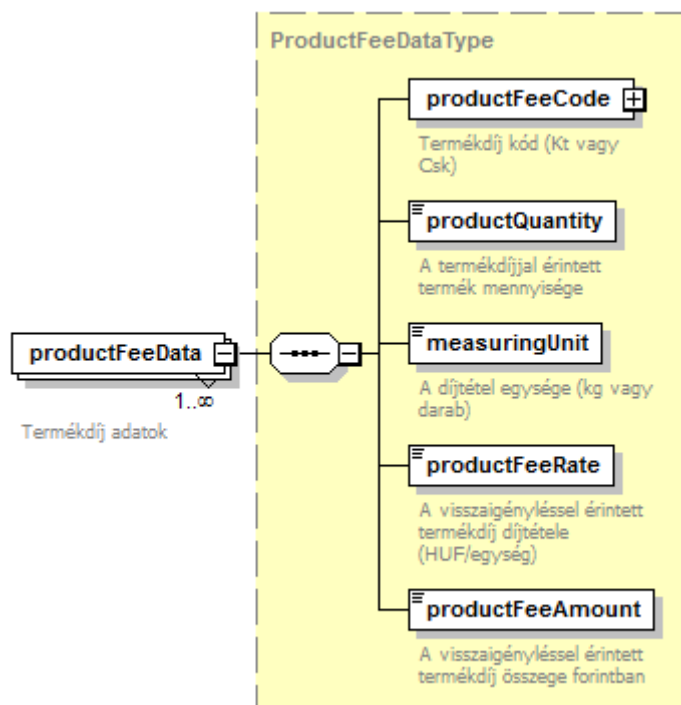 ProductFeeDataType
productFeeCode
Termékdíj kód (Kt vagy
Csk)
productQuantity
A termékdíjjal érintett
termék mennyisége
productFeeData
1..∞
Termékdíj adatok
measuringUnit
A díjtétel egysége (kg vagy
darab)
productFeeRate
A visszaigényléssel érintett
termékdíj díjtétele
(HUF/egység)
productFeeAmount
A visszaigényléssel érintett
termékdíj összege forintban